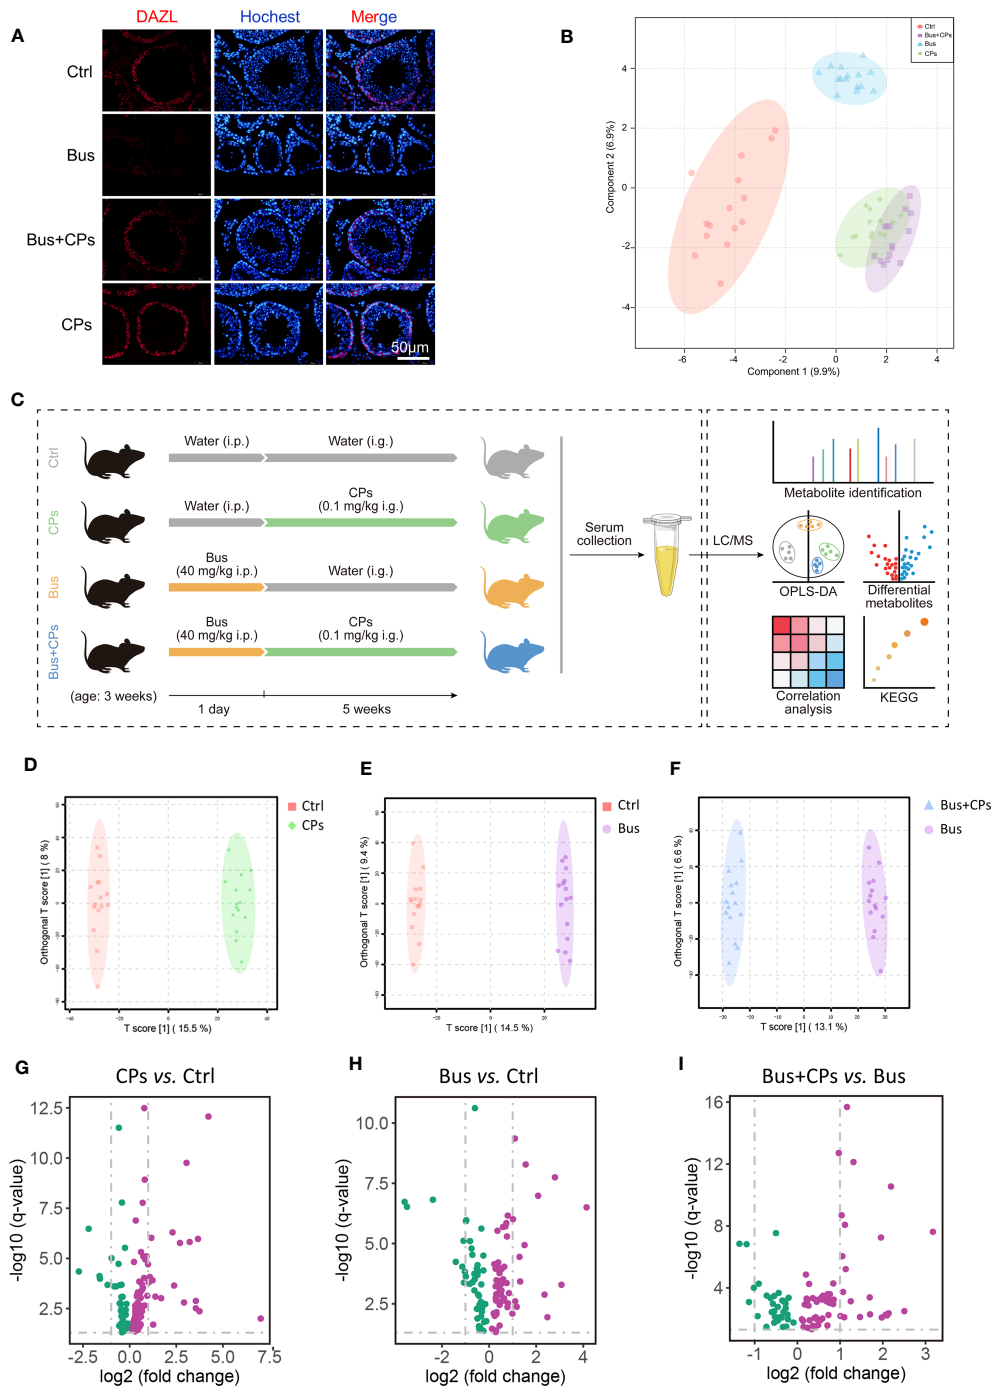 A
DAZL
Hochest
Merge
Ctrl
Bus
Bus+CPs
CPs
50μm
B
Ctrl
Bus+CPs
Bus
CPs
Component 2 (6.9%)
4
2
0
-2
-4
-6
-4
-2
0
2
4
Component 1 (9.9%)
C
Ctrl
Water (i.p.)
Water (i.g.)
CPs
Water (i.p.)
CPs
(0.1 mg/kg i.g.)
Bus
Bus
(40 mg/kg i.p.)
Water (i.g.)
Bus+CPs
Bus
(40 mg/kg i.p.)
CPs
(0.1 mg/kg i.g.)
(age: 3 weeks)
1 day
5 weeks
Serum
collection
LC/MS
Metabolite identification
OPLS-DA
Differential
metabolites
Correlation
analysis
KEGG
D
Ctrl
CPs
Orthogonal T score [1] ( 8 %)
T score [1] ( 15.5 %)
E
Ctrl
Bus
Orthogonal T score [1] ( 9.4 %)
T score [1] ( 14.5 %)
F
Bus+CPs
Bus
Orthogonal T score [1] ( 6.6 %)
T score [1] ( 13.1 %)
G
CPs vs. Ctrl
-log10 (q-value)
12.5
10.0
7.5
5.0
2.5
-2.5
0.0
2.5
5.0
7.5
log2 (fold change)
H
Bus vs. Ctrl
-log10 (q-value)
10.0
7.5
5.0
2.5
-2
0
2
4
log2 (fold change)
I
Bus+CPs vs. Bus
-log10 (q-value)
16
12
8
4
-1
0
1
2
3
log2 (fold change)